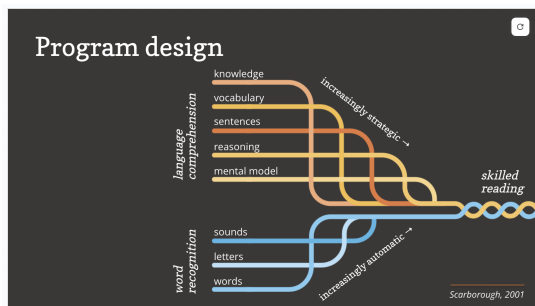 Program design
knowledge
vocabulary
sentences
reasoning
mental model
language
comprehension
increasingly strategic →
skilled
reading
sounds
letters
words
word
recognition
increasingly automatic →
Scarborough, 2001